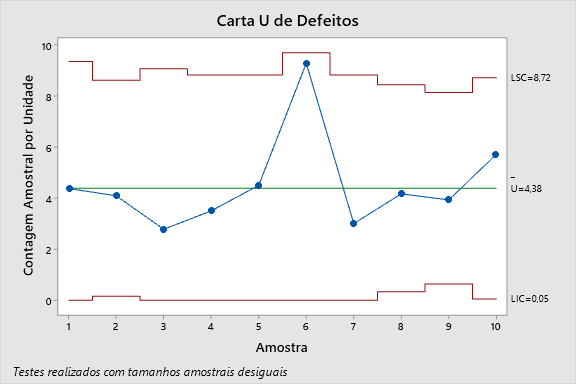 Carta U de Defeitos
Contagem Amostral por Unidade
10
8
6
4
2
0
LSC=8,72
_
U=4,38
LIC=0,05
1 2 3 4 5 6 7 8 9 10
Amostra
Testes realizados com tamanhos amostrais desiguais